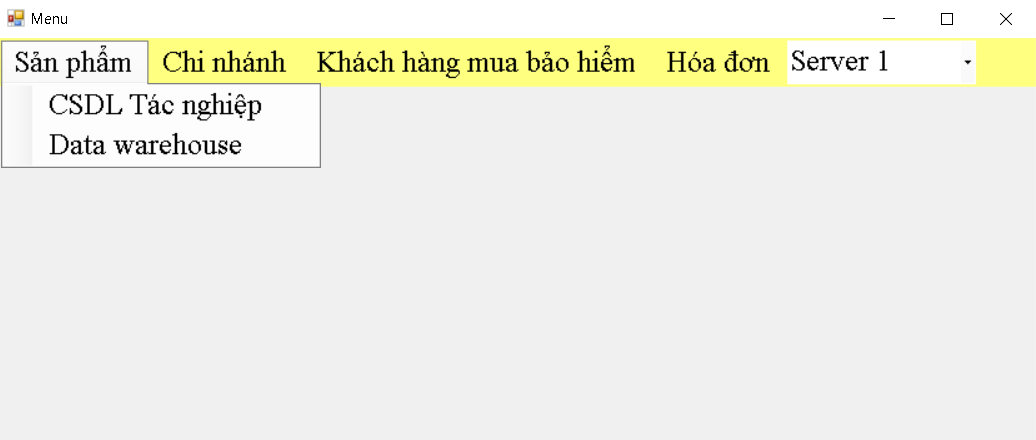 Menu
Sản phẩm Chi nhánh Khách hàng mua bảo hiểm Hóa đơn Server 1
CSDL Tác nghiệp
Data warehouse